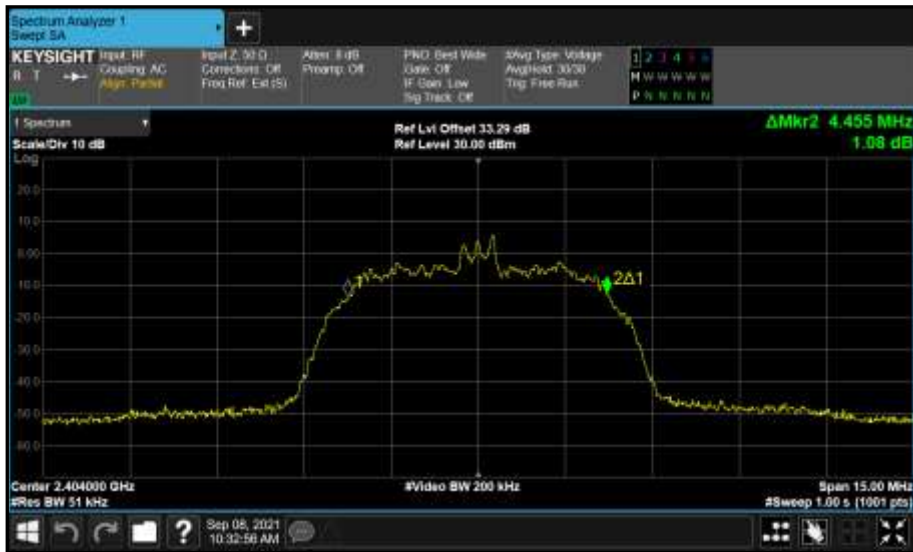 Spectrum Analyzer 1
Swept SA
+
KEYSIGHT
R T
Input: RF
Coupling: AC
Align: Partial
Input Z: 50 Ω
Corrections: Off
Freq Ref: Ext (S)
Atten: 8 dB
Preamp: Off
PNO: Best Wide
Gate: Off
IF Gain: Low
Sig Track: Off
#Avg Type: Voltage
Avg|Hold: 30/30
Trig: Free Run
1 2 3 4 5 6
M W W W W W
P N N N N N
1 Spectrum
Scale/Div 10 dB
Ref Lvl Offset 33.29 dB
Ref Level 30.00 dBm
ΔMkr2 4.455 MHz
1.08 dB
Log
20.0
10.0
0.00
-10.0
-20.0
-30.0
-40.0
-50.0
-60.0
2Δ1
Center 2.404000 GHz
#Res BW 51 kHz
#Video BW 200 kHz
Span 15.00 MHz
#Sweep 1.00 s (1001 pts)
?
Sep 08, 2021
10:32:56 AM